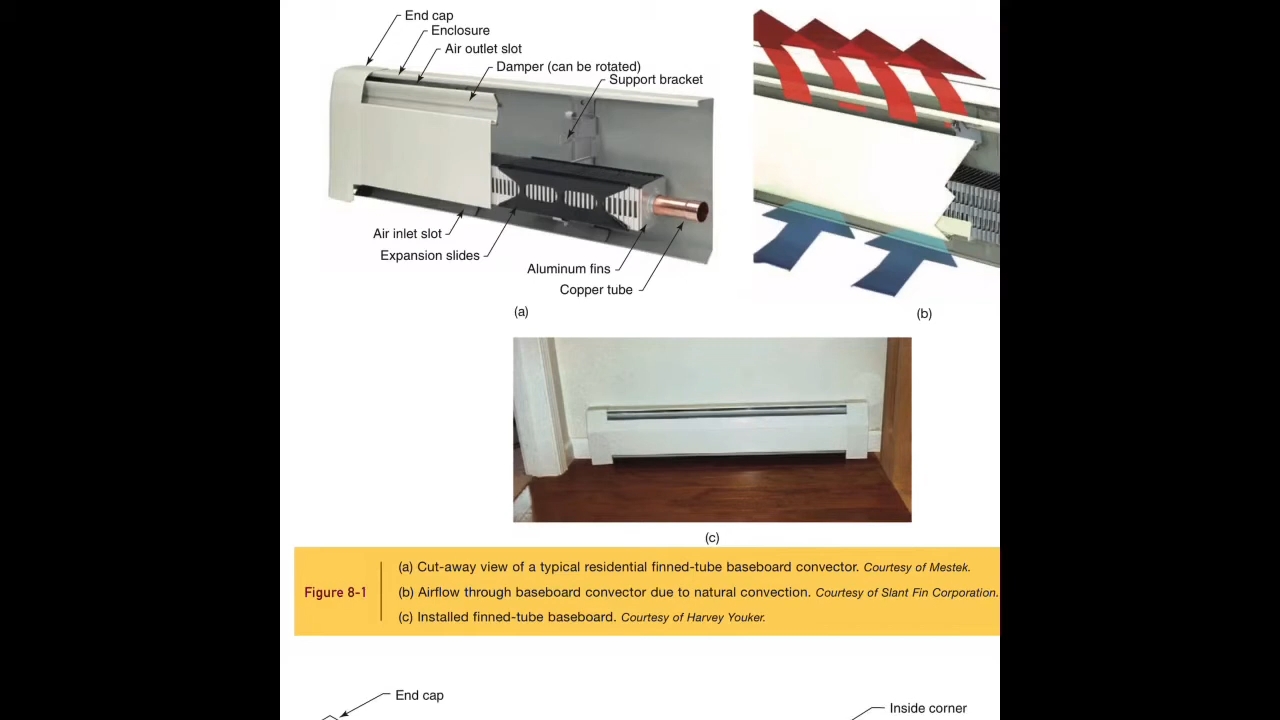 End cap
Enclosure
Air outlet slot
Damper (can be rotated)
Support bracket
Air inlet slot
Expansion slides
Aluminum fins
Copper tube
(a)
(b)
(c)
Figure 8-1
(a) Cut-away view of a typical residential finned-tube baseboard convector. Courtesy of Mestek.
(b) Airflow through baseboard convector due to natural convection. Courtesy of Slant Fin Corporation.
(c) Installed finned-tube baseboard. Courtesy of Harvey Youker.
End cap
Inside corner